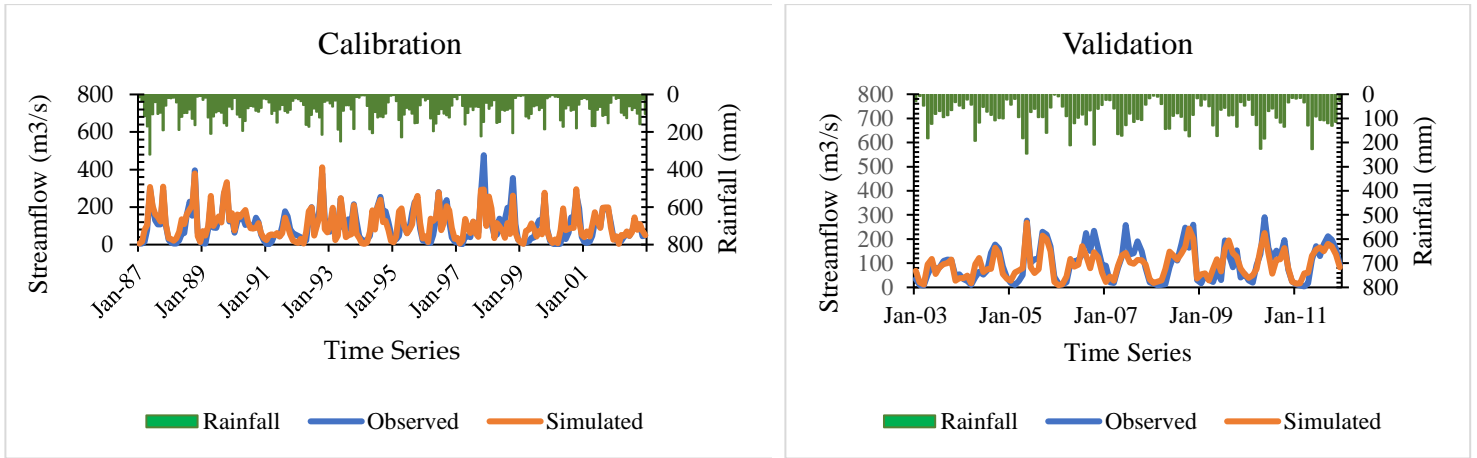 Calibration
Streamflow (m3/s)
800
600
400
200
0
0
200
400
600
800
Rainfall (mm)
Jan-87
Jan-89
Jan-91
Jan-93
Jan-95
Jan-97
Jan-99
Jan-01
Time Series
Rainfall Observed Simulated
Validation
Streamflow (m3/s)
800
700
600
500
400
300
200
100
0
0
100
200
300
400
500
600
700
800
Rainfall (mm)
Jan-03 Jan-05 Jan-07 Jan-09 Jan-11
Time Series
Rainfall Observed Simulated